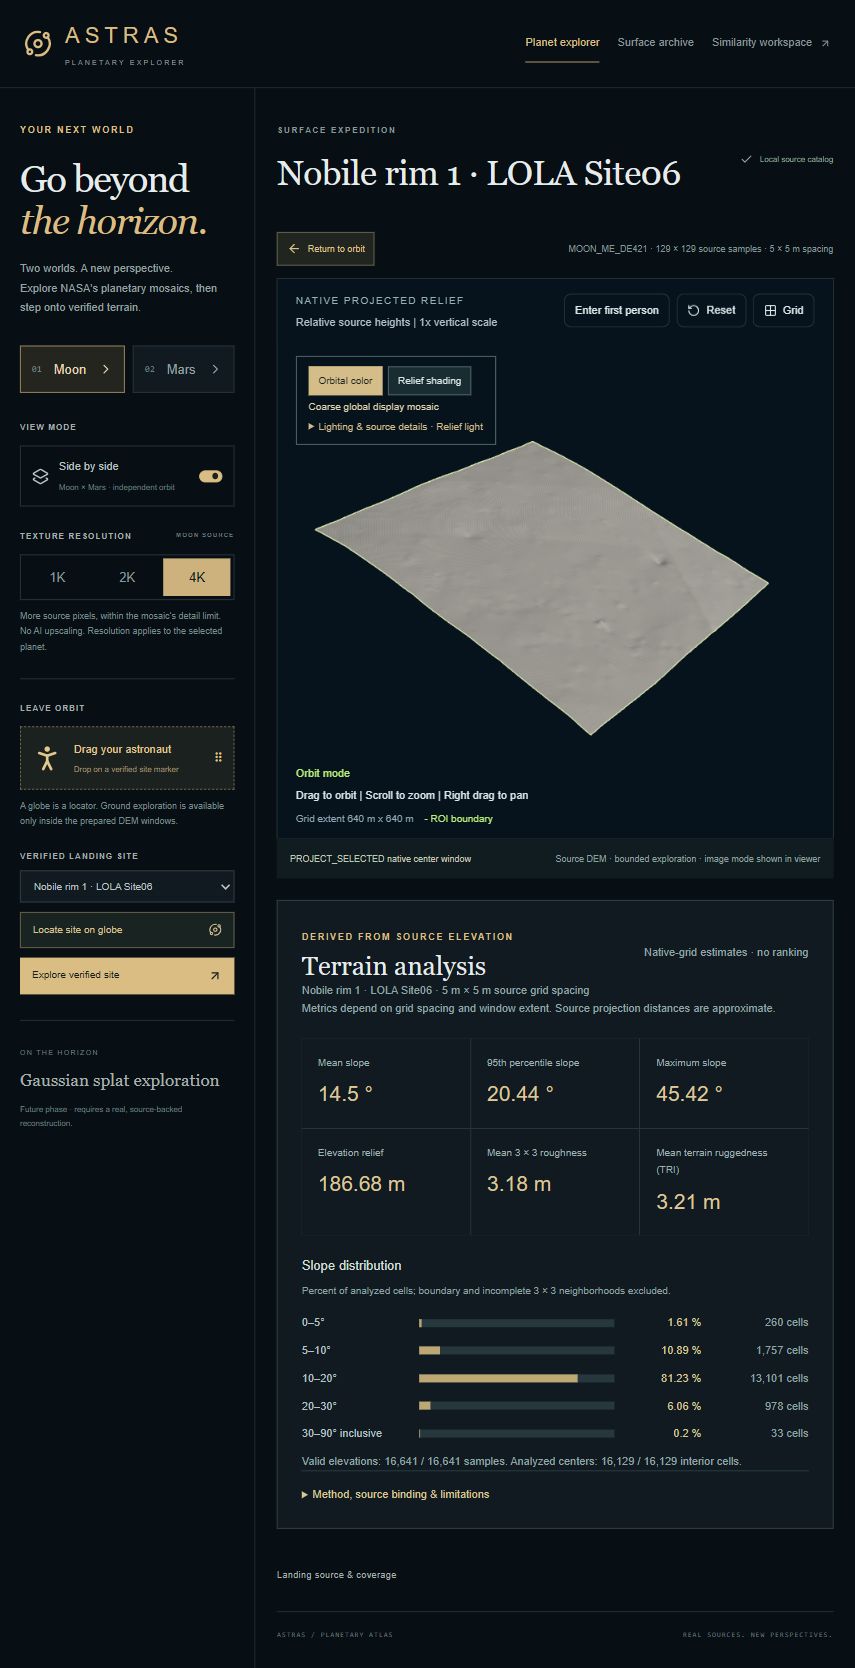 ASTRAS
PLANETARY EXPLORER
Planet explorer
Surface archive
Similarity workspace
YOUR NEXT WORLD
Go beyond
the horizon.
Two worlds. A new perspective.
Explore NASA's planetary mosaics, then
step onto verified terrain.
01 Moon
02 Mars
VIEW MODE
Side by side
Moon × Mars · independent orbit
TEXTURE RESOLUTION
MOON SOURCE
1K 2K 4K
More source pixels, within the mosaic's detail limit.
No AI upscaling. Resolution applies to the selected
planet.
LEAVE ORBIT
Drag your astronaut
Drop on a verified site marker
A globe is a locator. Ground exploration is available
only inside the prepared DEM windows.
VERIFIED LANDING SITE
Nobile rim 1 · LOLA Site06
Locate site on globe
Explore verified site
ON THE HORIZON
Gaussian splat exploration
Future phase · requires a real, source-backed
reconstruction.
SURFACE EXPEDITION
Nobile rim 1 · LOLA Site06
Local source catalog
Return to orbit
MOON_ME_DE421 · 129 × 129 source samples · 5 × 5 m spacing
NATIVE PROJECTED RELIEF
Relative source heights | 1x vertical scale
Enter first person
Reset
Grid
Orbital color
Relief shading
Coarse global display mosaic
Lighting & source details · Relief light
Orbit mode
Drag to orbit | Scroll to zoom | Right drag to pan
Grid extent 640 m x 640 m - ROI boundary
PROJECT_SELECTED native center window
Source DEM · bounded exploration · image mode shown in viewer
DERIVED FROM SOURCE ELEVATION
Terrain analysis
Native-grid estimates · no ranking
Nobile rim 1 · LOLA Site06 · 5 m × 5 m source grid spacing
Metrics depend on grid spacing and window extent. Source projection distances are approximate.
Mean slope
14.5 °
95th percentile slope
20.44 °
Maximum slope
45.42 °
Elevation relief
186.68 m
Mean 3 × 3 roughness
3.18 m
Mean terrain ruggedness
(TRI)
3.21 m
Slope distribution
Percent of analyzed cells; boundary and incomplete 3 × 3 neighborhoods excluded.
0–5° 1.61 % 260 cells
5–10° 10.89 % 1,757 cells
10–20° 81.23 % 13,101 cells
20–30° 6.06 % 978 cells
30–90° inclusive 0.2 % 33 cells
Valid elevations: 16,641 / 16,641 samples. Analyzed centers: 16,129 / 16,129 interior cells.
Method, source binding & limitations
Landing source & coverage
ASTRAS / PLANETARY ATLAS
REAL SOURCES. NEW PERSPECTIVES.